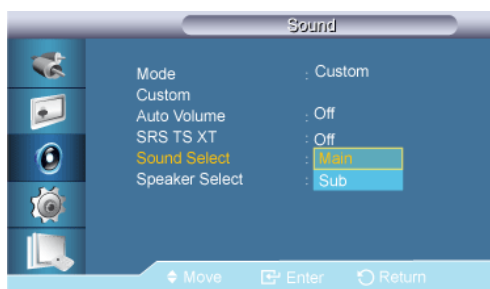 Sound
Mode : Custom
Custom
Auto Volume : Off
SRS TS XT : Off
Sound Select : Main
Speaker Select : Sub
Move Enter Return